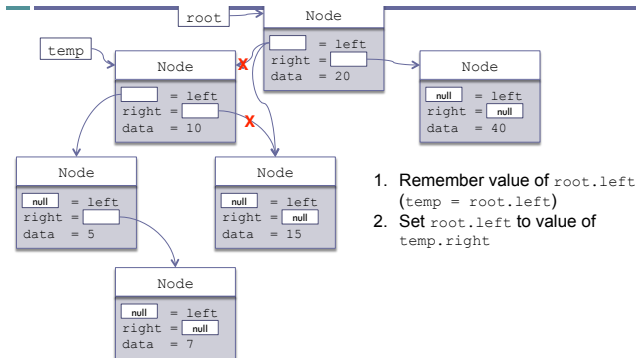 root
Node
= left
right =
data = 20
temp
Node
= left
right =
data = 10
X
X
Node
null = left
right = null
data = 40
Node
null = left
right =
data = 5
Node
null = left
right = null
data = 15
1. Remember value of root.left
(temp = root.left)
2. Set root.left to value of
temp.right
Node
null = left
right = null
data = 7